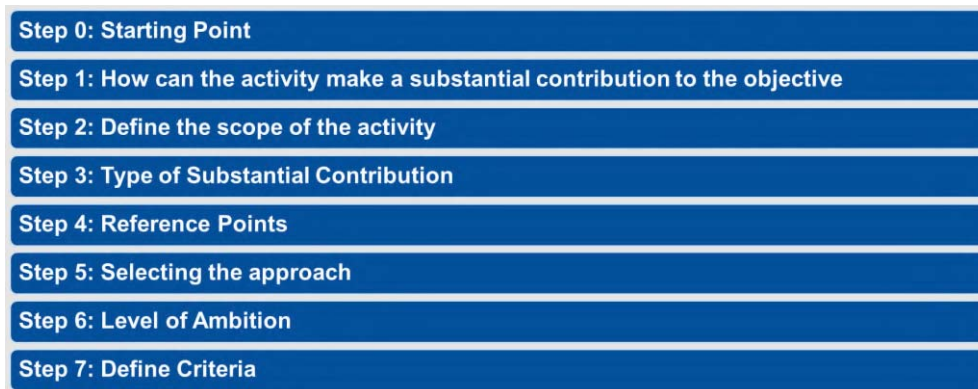 Step 0: Starting Point
Step 1: How can the activity make a substantial contribution to the objective
Step 2: Define the scope of the activity
Step 3: Type of Substantial Contribution
Step 4: Reference Points
Step 5: Selecting the approach
Step 6: Level of Ambition
Step 7: Define Criteria